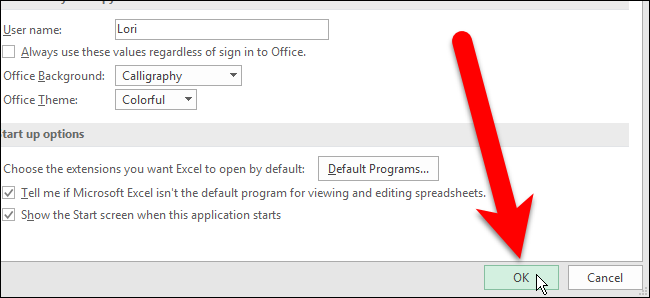 User name: Lori
Always use these values regardless of sign in to Office.
Office Background: Calligraphy
Office Theme: Colorful
tart up options
Choose the extensions you want Excel to open by default: Default Programs...
Tell me if Microsoft Excel isn't the default program for viewing and editing spreadsheets.
Show the Start screen when this application starts
OK Cancel